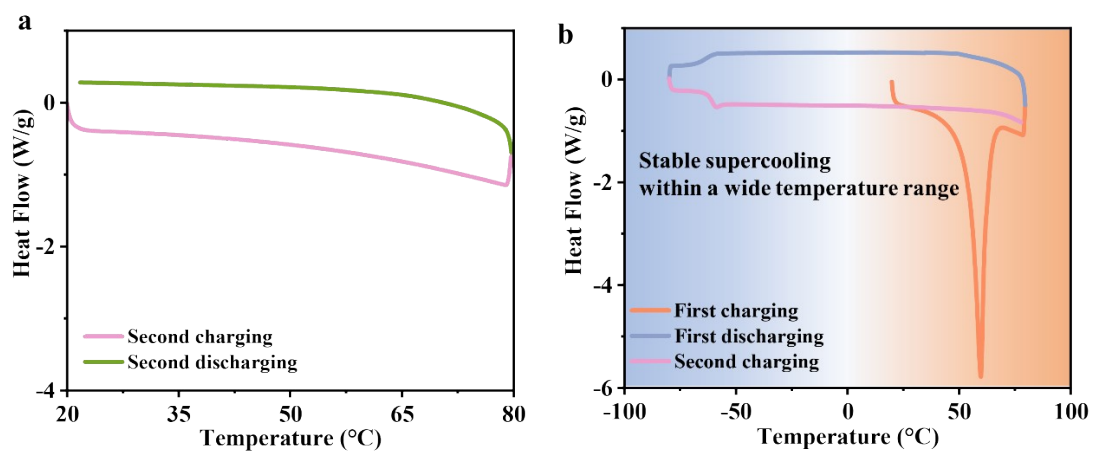 a
Heat Flow (W/g)
0
-2
-4
Second charging
Second discharging
20 35 50 65 80
Temperature (°C)
b
Heat Flow (W/g)
0
-2
-4
-6
Stable supercooling
within a wide temperature range
First charging
First discharging
Second charging
-100 -50 0 50 100
Temperature (°C)